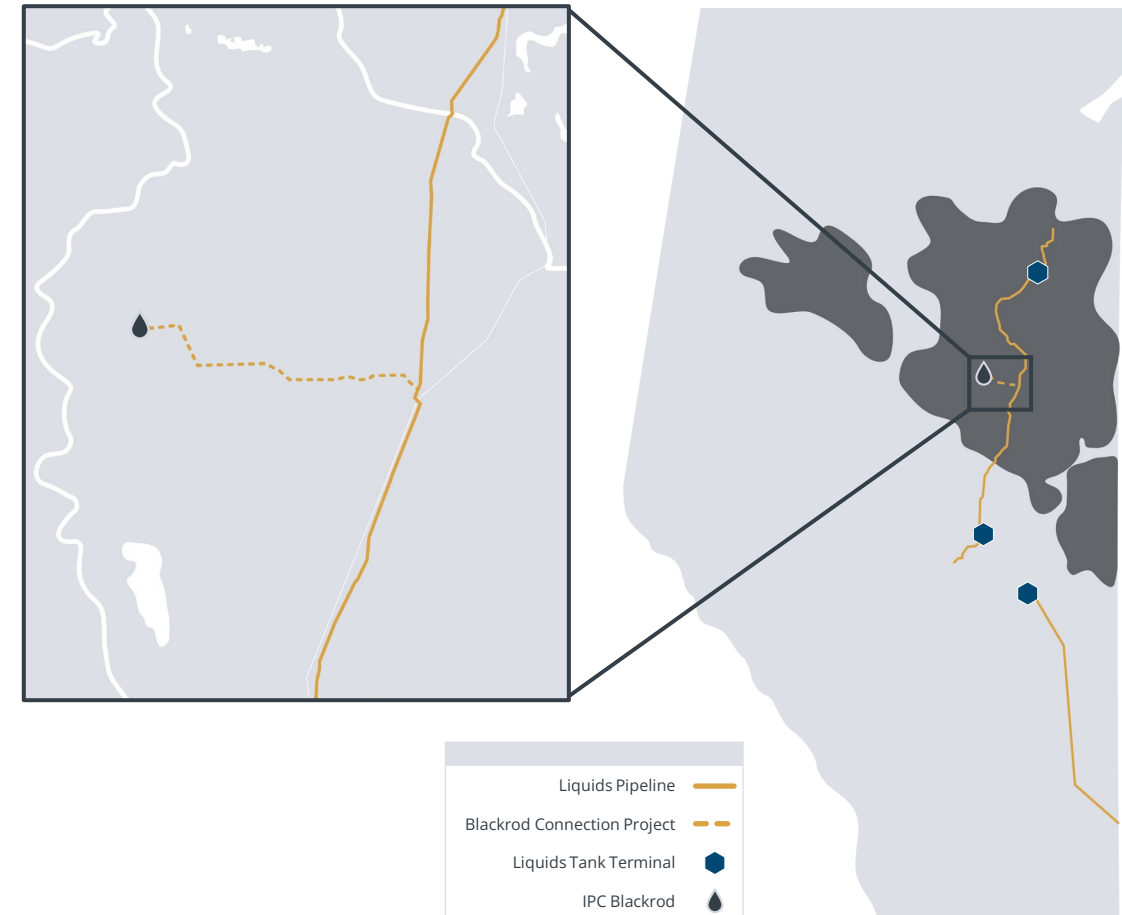 Liquids Pipeline
Blackrod Connection Project
Liquids Tank Terminal
IPC Blackrod